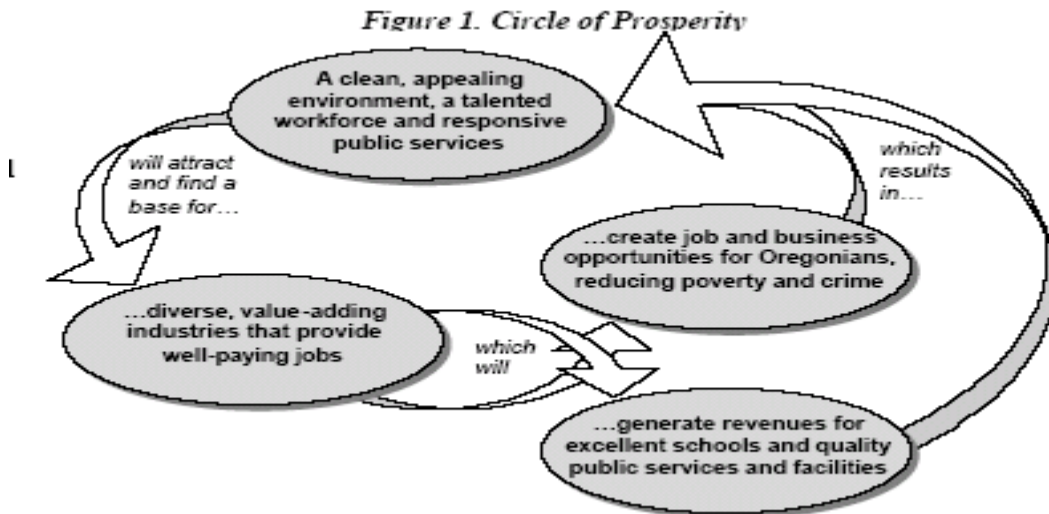 Figure 1. Circle of Prosperity
A clean, appealing
environment, a talented
workforce and responsive
public services
will attract
and find a
base for…
which
results
in…
…create job and business
opportunities for Oregonians,
reducing poverty and crime
…diverse, value-adding
industries that provide
well-paying jobs
which
will
…generate revenues for
excellent schools and quality
public services and facilities